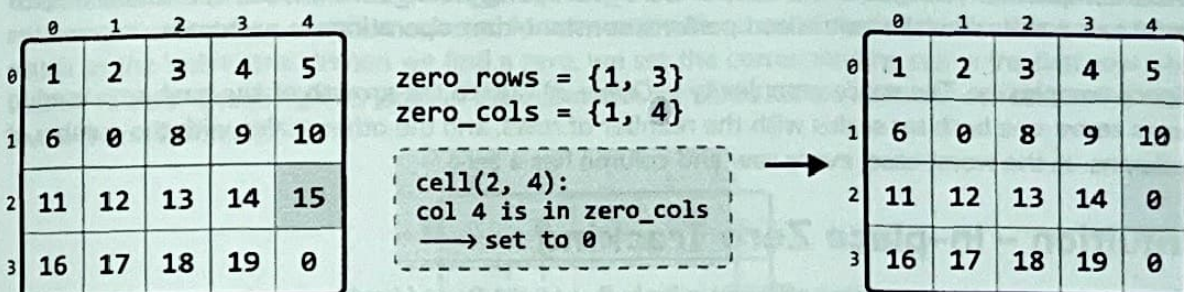 0 1 2 3 4
0 1 2 3 4 5
1 6 0 8 9 10
2 11 12 13 14 15
3 16 17 18 19 0
zero_rows = {1, 3}
zero_cols = {1, 4}
cell(2, 4):
col 4 is in zero_cols
⟶ set to 0
0 1 2 3 4
0 1 2 3 4 5
1 6 0 8 9 10
2 11 12 13 14 0
3 16 17 18 19 0